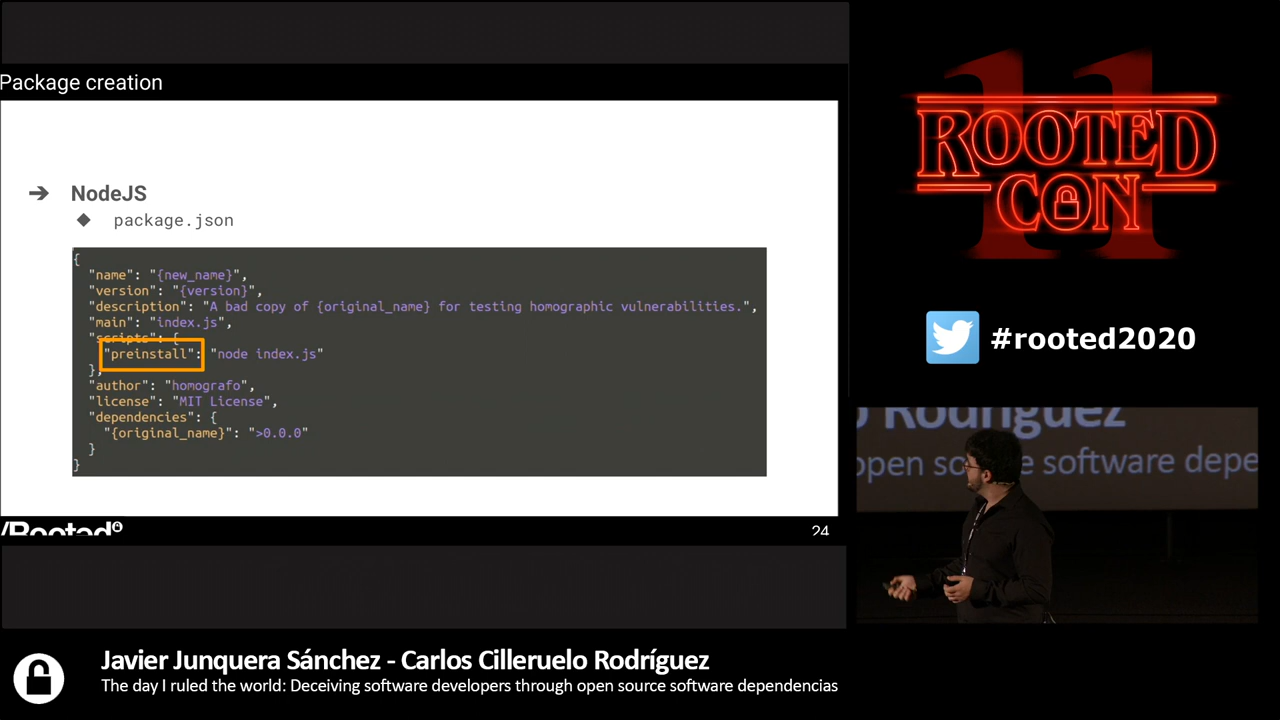 Package creation
➔ NodeJS
◆ package.json
{
"name": "{new_name}",
"version": "{version}",
"description": "A bad copy of {original_name} for testing homographic vulnerabilities.",
"main": "index.js",
"scripts": {
"preinstall": "node index.js"
},
"author": "homografo",
"license": "MIT License",
"dependencies": {
"{original_name}": ">0.0.0"
}
}
/Rooted
24
11
ROOTED
CON
#rooted2020
o Rodríguez
open source software depe
Javier Junquera Sánchez - Carlos Cilleruelo Rodríguez
The day I ruled the world: Deceiving software developers through open source software dependencias